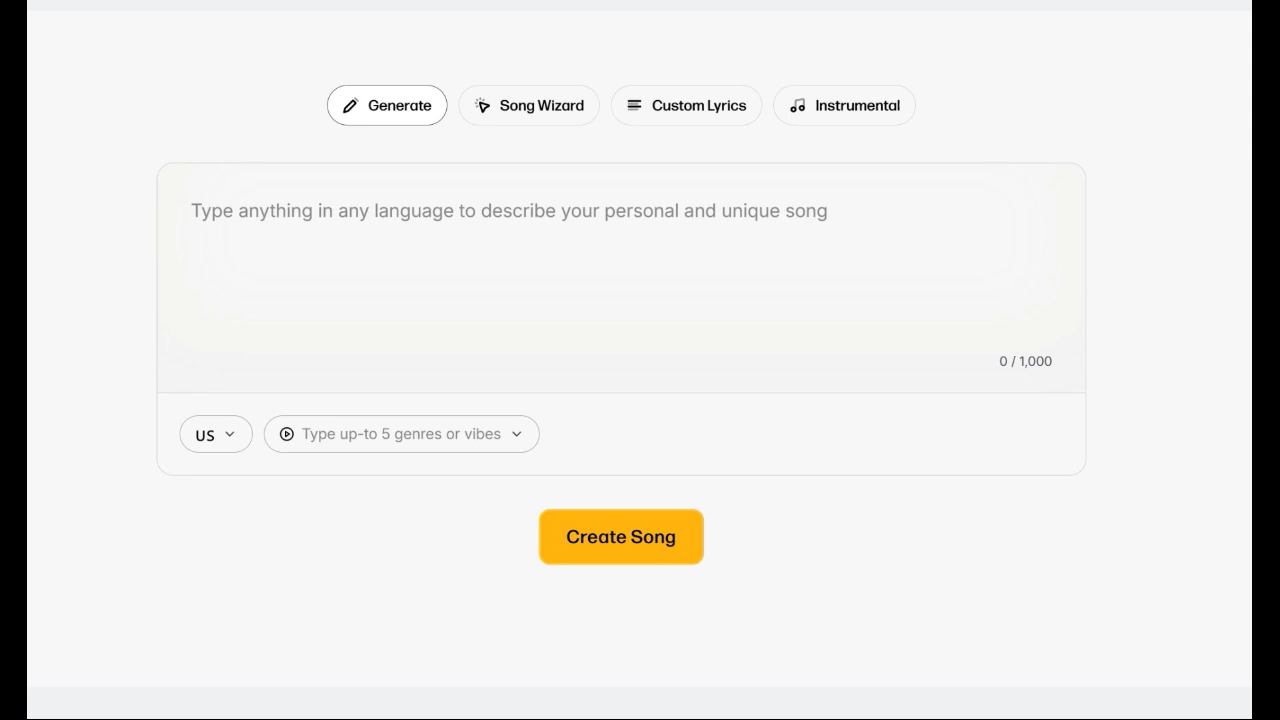 Generate Song Wizard Custom Lyrics Instrumental
Type anything in any language to describe your personal and unique song
0 / 1,000
US Type up-to 5 genres or vibes
Create Song